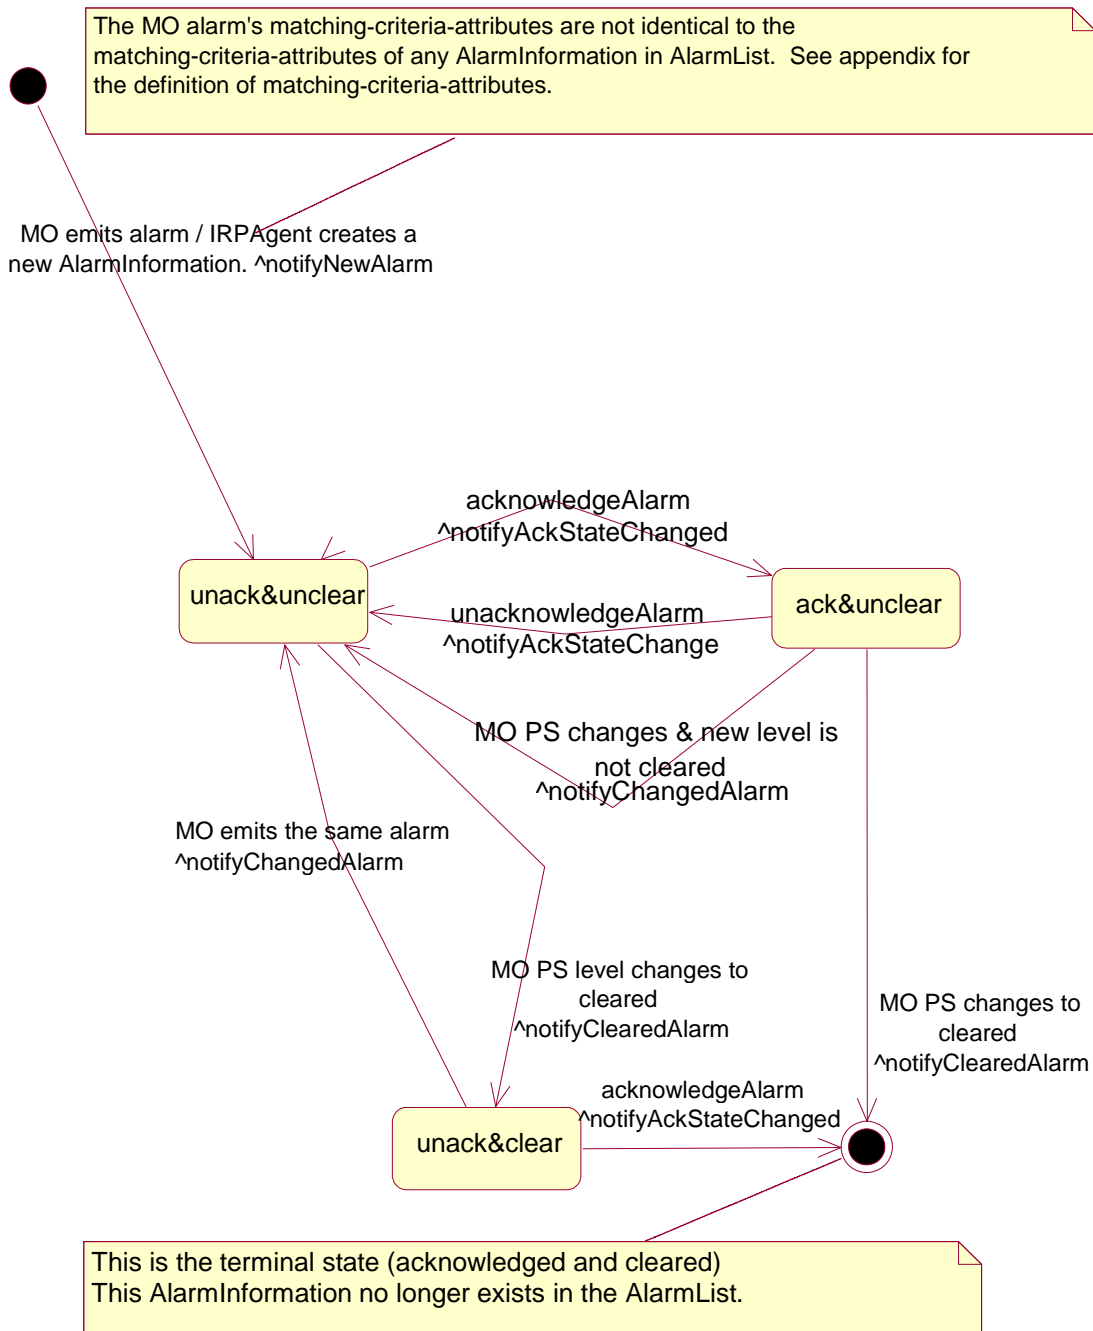 The MO alarm's matching-criteria-attributes are not identical to the
matching-criteria-attributes of any AlarmInformation in AlarmList.  See appendix for
the definition of matching-criteria-attributes.
MO emits alarm / IRPAgent creates a
new AlarmInformation. ^notifyNewAlarm
acknowledgeAlarm
^notifyAckStateChanged
unack&unclear
ack&unclear
unacknowledgeAlarm
^notifyAckStateChange
MO PS changes & new level is
not cleared
^notifyChangedAlarm
MO emits the same alarm
^notifyChangedAlarm
MO PS level changes to
cleared
^notifyClearedAlarm
MO PS changes to
cleared
^notifyClearedAlarm
acknowledgeAlarm
^notifyAckStateChanged
unack&clear
This is the terminal state (acknowledged and cleared)
This AlarmInformation no longer exists in the AlarmList.